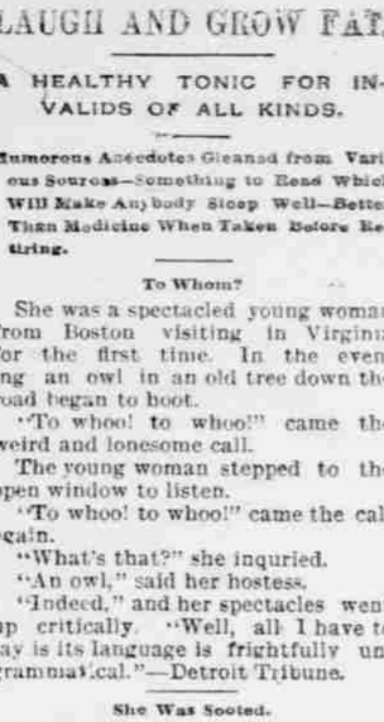 LAUGH AND GROW FAT.
A HEALTHY TONIC FOR IN-
VALIDS OF ALL KINDS.
Humorous Anecdotes Gleaned from Vari
ous Sources—Something to Read Which
Will Make Anybody Sleep Well—Bette
Than Medicine When Taken Before Re
tiring.
To Whom?
She was a spectacled young woman
from Boston visiting in Virginia
for the first time. In the even
ing an owl in an old tree down the
road began to hoot.
"To whoo! to whoo!" came the
weird and lonesome call.
The young woman stepped to the
open window to listen.
"To whoo! to whoo!" came the call
again.
"What's that?" she inquried.
"An owl," said her hostess.
"Indeed," and her spectacles went
up critically. "Well, all I have to
say is its language is frightfully un
grammatical."—Detroit Tribune.
She Was Sooted.